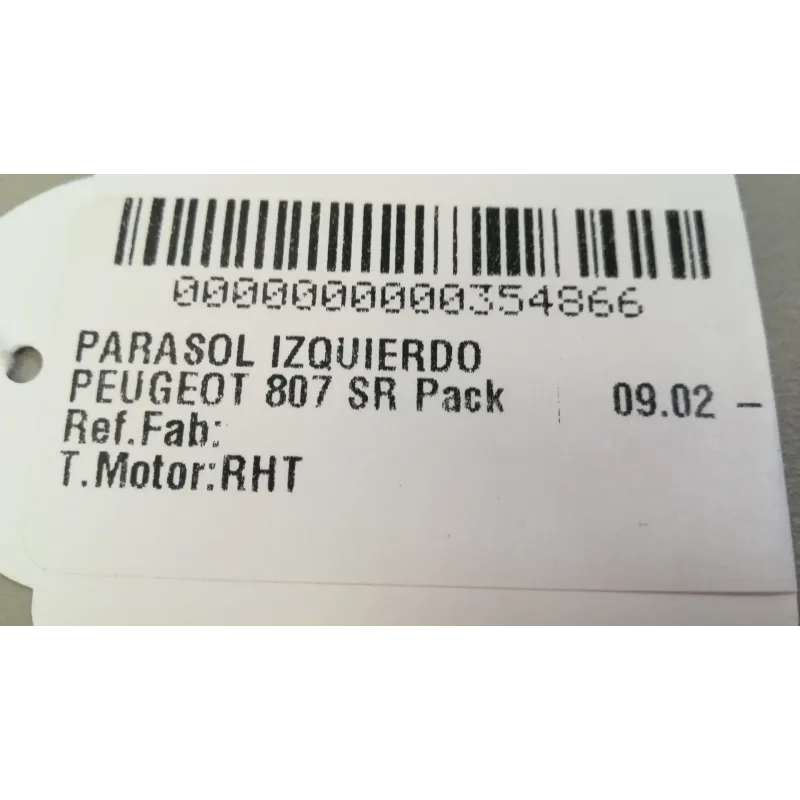 0000000000354866
PARASOL IZQUIERDO
PEUGEOT 807 SR Pack 09.02 –
Ref.Fab:
T.Motor:RHT